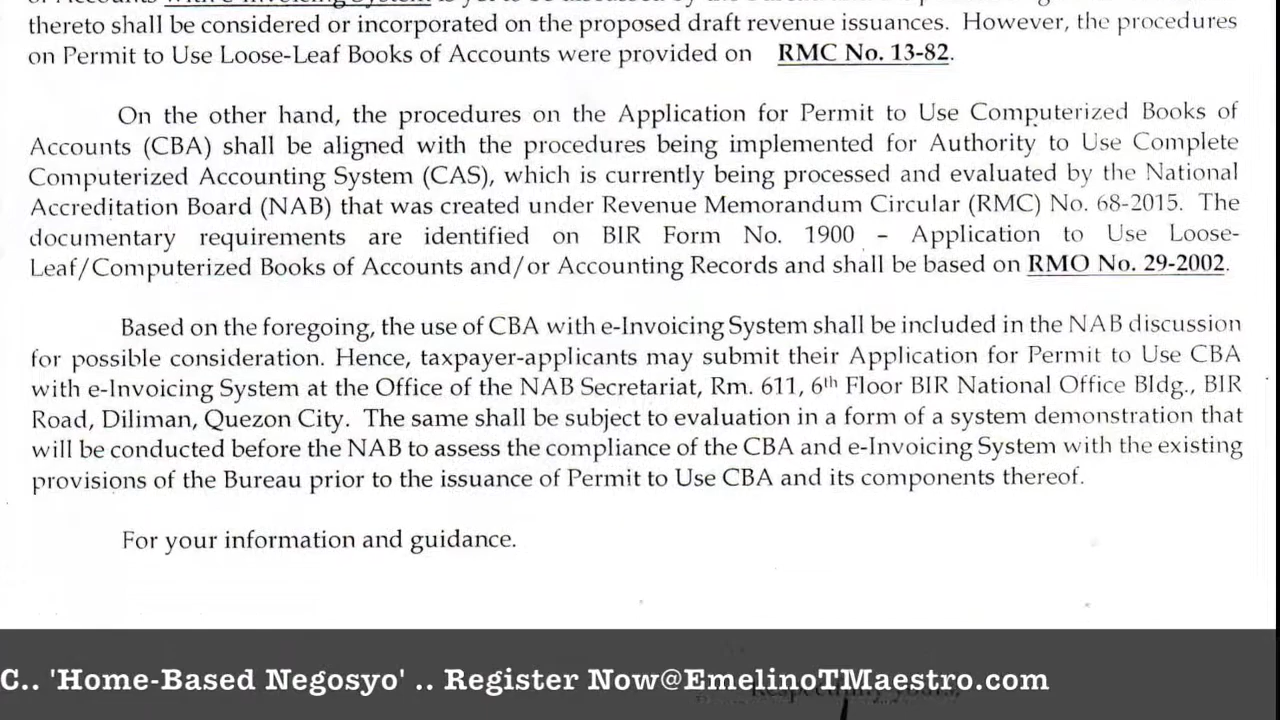 thereto shall be considered or incorporated on the proposed draft revenue issuances. However, the procedures
on Permit to Use Loose-Leaf Books of Accounts were provided on RMC No. 13-82.
On the other hand, the procedures on the Application for Permit to Use Computerized Books of
Accounts (CBA) shall be aligned with the procedures being implemented for Authority to Use Complete
Computerized Accounting System (CAS), which is currently being processed and evaluated by the National
Accreditation Board (NAB) that was created under Revenue Memorandum Circular (RMC) No. 68-2015. The
documentary requirements are identified on BIR Form No. 1900 – Application to Use Loose-
Leaf/Computerized Books of Accounts and/or Accounting Records and shall be based on RMO No. 29-2002.
Based on the foregoing, the use of CBA with e-Invoicing System shall be included in the NAB discussion
for possible consideration. Hence, taxpayer-applicants may submit their Application for Permit to Use CBA
with e-Invoicing System at the Office of the NAB Secretariat, Rm. 611, 6th Floor BIR National Office Bldg., BIR
Road, Diliman, Quezon City. The same shall be subject to evaluation in a form of a system demonstration that
will be conducted before the NAB to assess the compliance of the CBA and e-Invoicing System with the existing
provisions of the Bureau prior to the issuance of Permit to Use CBA and its components thereof.
For your information and guidance.
C.. 'Home-Based Negosyo' .. Register Now@EmelinoTMaestro.com